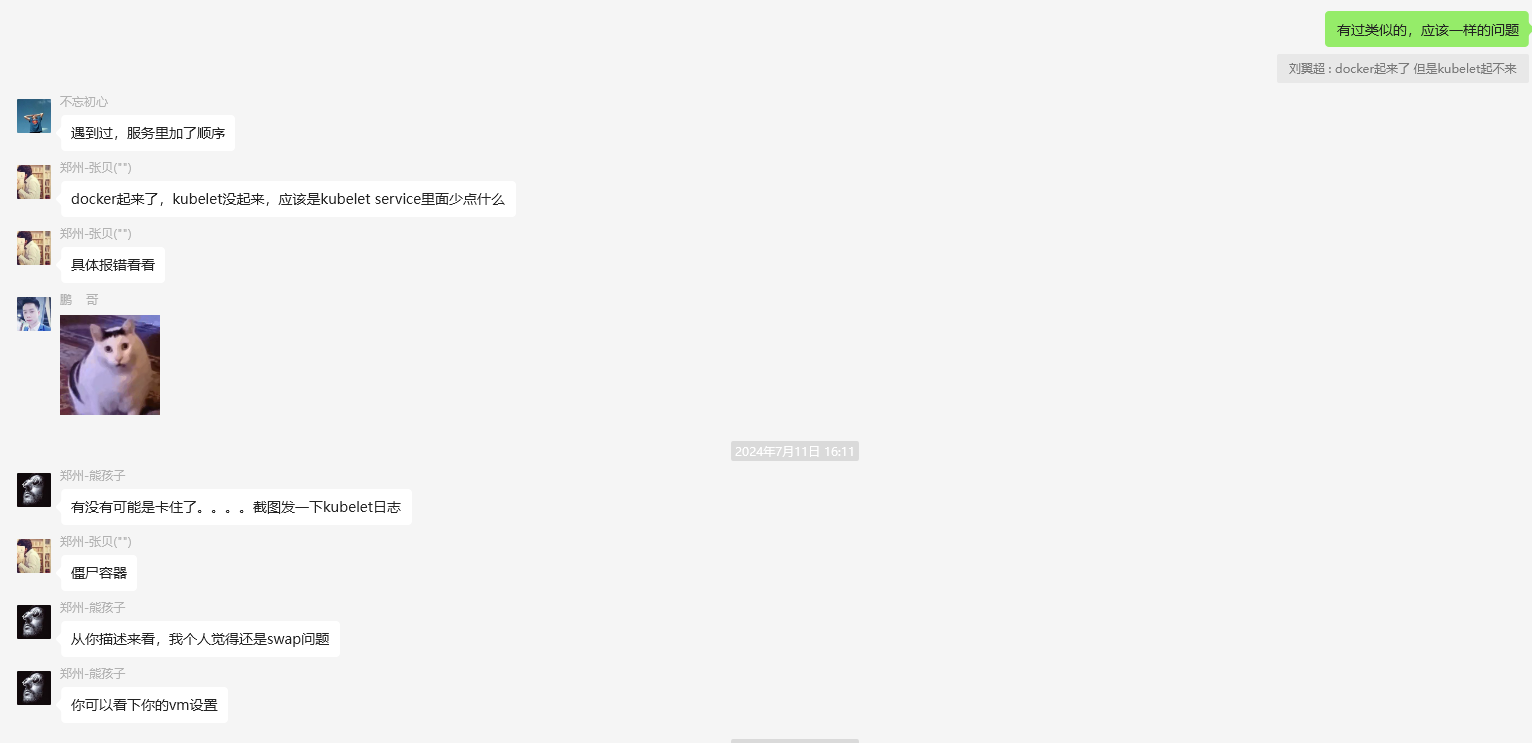 有过类似的，应该一样的问题
刘翼超 : docker起来了 但是kubelet起不来
不忘初心
遇到过，服务里加了顺序
郑州-张贝("")
docker起来了，kubelet没起来，应该是kubelet service里面少点什么
郑州-张贝("")
具体报错看看
鹏 哥
2024年7月11日 16:11
郑州-熊孩子
有没有可能是卡住了。。。。截图发一下kubelet日志
郑州-张贝("")
僵尸容器
郑州-熊孩子
从你描述来看，我个人觉得还是swap问题
郑州-熊孩子
你可以看下你的vm设置